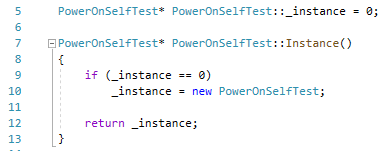 5 PowerOnSelfTest* PowerOnSelfTest::_instance = 0;
6
7 PowerOnSelfTest* PowerOnSelfTest::Instance()
8 {
9 if (_instance == 0)
10 _instance = new PowerOnSelfTest;
11
12 return _instance;
13 }